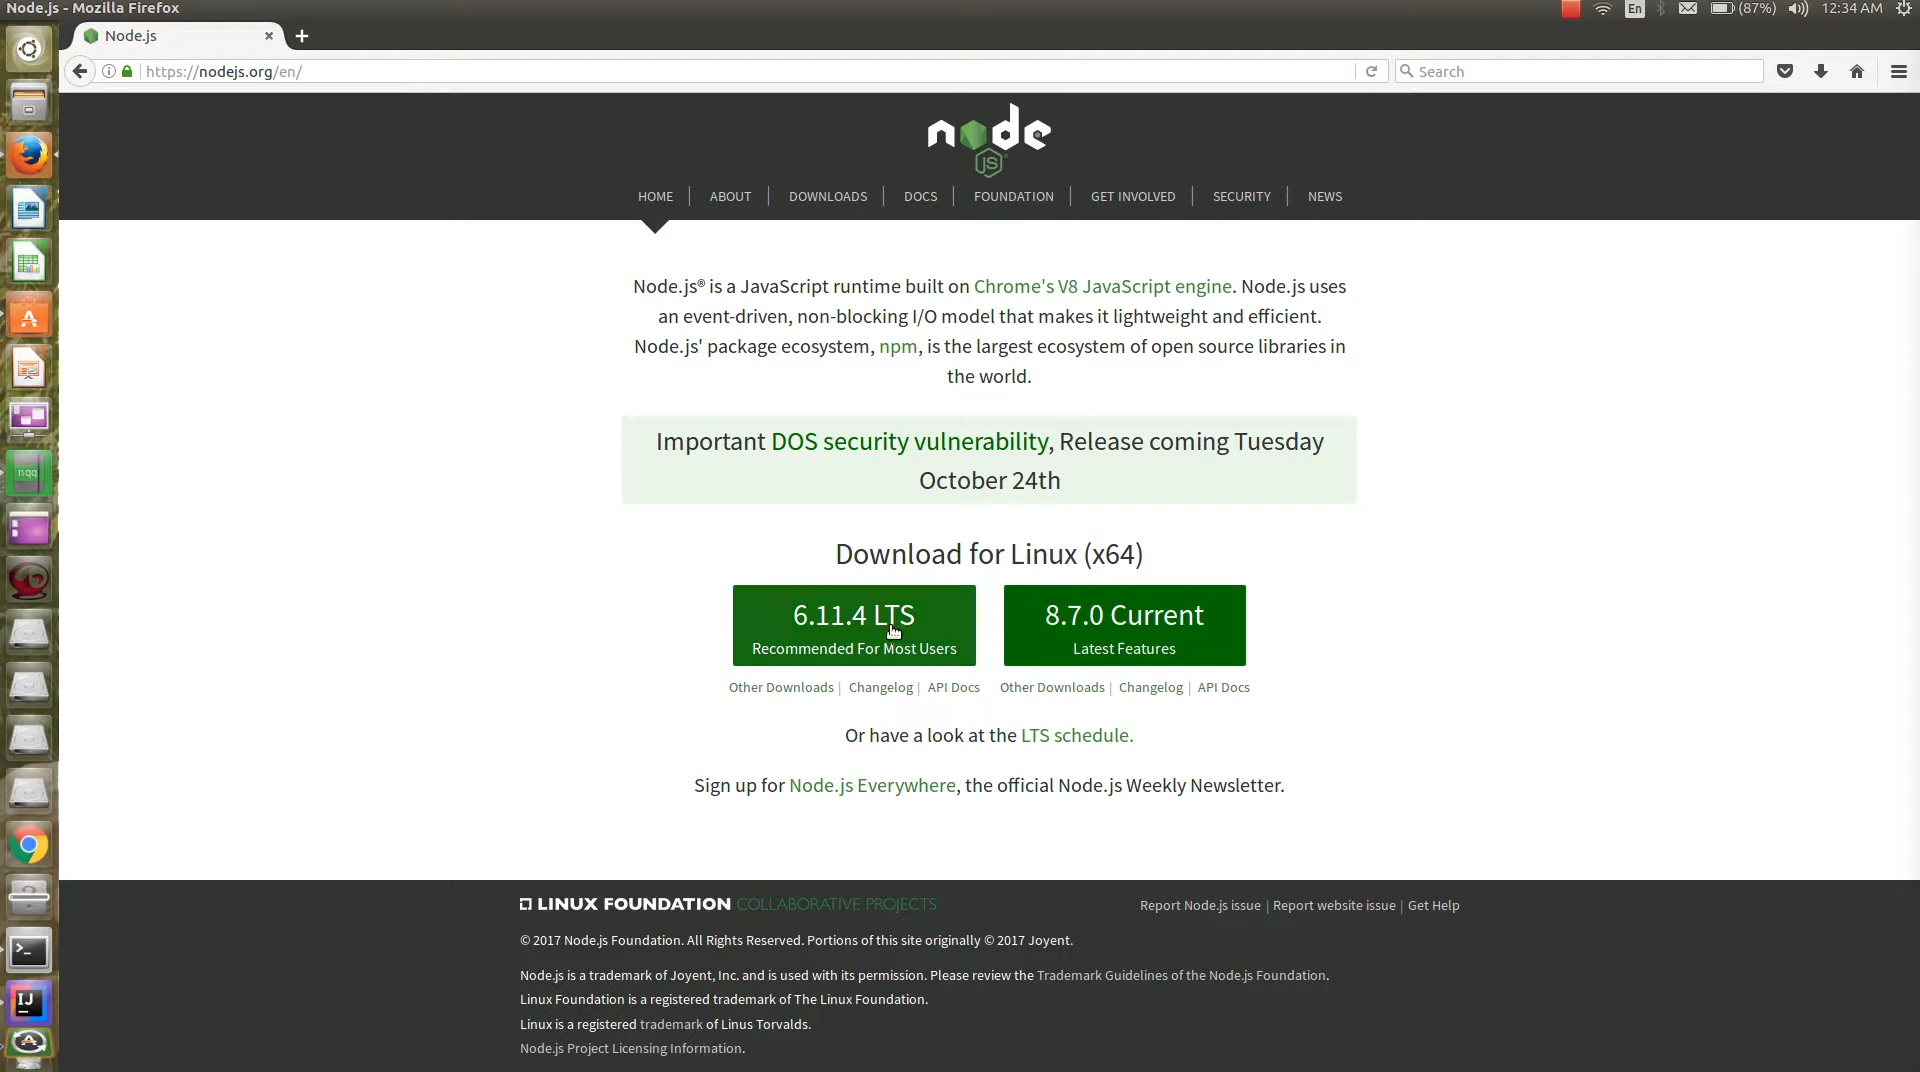 Node.js - Mozilla Firefox
En
(87%)
12:34 AM
Node.js
https://nodejs.org/en/
Search
node
JS
HOME
ABOUT
DOWNLOADS
DOCS
FOUNDATION
GET INVOLVED
SECURITY
NEWS
Node.js® is a JavaScript runtime built on Chrome's V8 JavaScript engine. Node.js uses
an event-driven, non-blocking I/O model that makes it lightweight and efficient.
Node.js' package ecosystem, npm, is the largest ecosystem of open source libraries in
the world.
Important DOS security vulnerability, Release coming Tuesday
October 24th
Download for Linux (x64)
6.11.4 LTS
Recommended For Most Users
8.7.0 Current
Latest Features
Other Downloads | Changelog | API Docs
Other Downloads | Changelog | API Docs
Or have a look at the LTS schedule.
Sign up for Node.js Everywhere, the official Node.js Weekly Newsletter.
LINUX FOUNDATION COLLABORATIVE PROJECTS
Report Node.js issue | Report website issue | Get Help
© 2017 Node.js Foundation. All Rights Reserved. Portions of this site originally © 2017 Joyent.
Node.js is a trademark of Joyent, Inc. and is used with its permission. Please review the Trademark Guidelines of the Node.js Foundation.
Linux Foundation is a registered trademark of The Linux Foundation.
Linux is a registered trademark of Linus Torvalds.
Node.js Project Licensing Information.
nqq
IJ